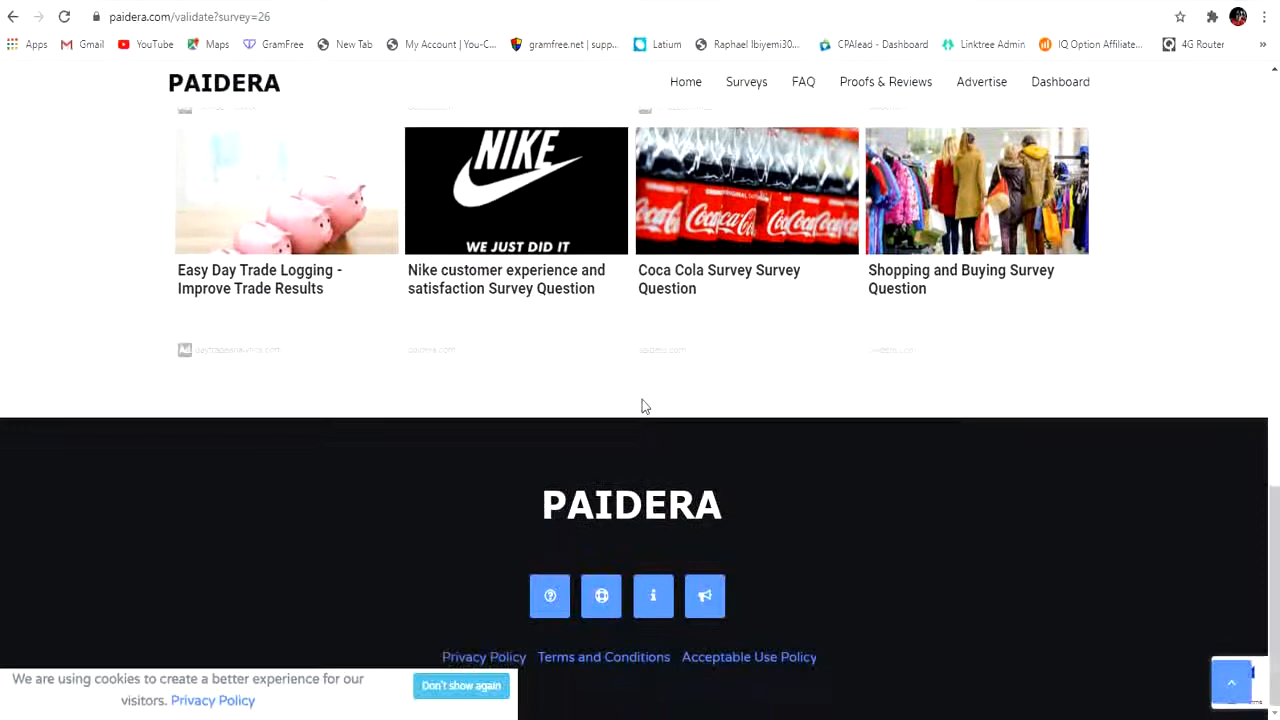 paidera.com/validate?survey=26
Apps Gmail YouTube Maps GramFree New Tab My Account | You-C... gramfree.net | supp... Latium Raphael Ibiyemi30... CPAlead - Dashboard Linktree Admin IQ Option Affiliate... 4G Router »
PAIDERA Home Surveys FAQ Proofs & Reviews Advertise Dashboard
NIKE
WE JUST DID IT
Coca Coca-Cola Coca Coca
Easy Day Trade Logging -
Improve Trade Results
Nike customer experience and
satisfaction Survey Question
Coca Cola Survey Survey
Question
Shopping and Buying Survey
Question
Ad
PAIDERA
Privacy Policy Terms and Conditions Acceptable Use Policy
We are using cookies to create a better experience for our
visitors. Privacy Policy
Don't show again